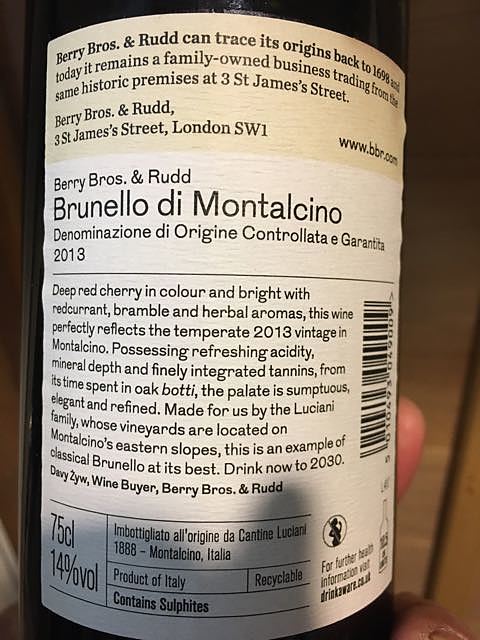 Berry Bros. & Rudd can trace its origins back to 1698 and
today it remains a family-owned business trading from the
same historic premises at 3 St James's Street.
Berry Bros. & Rudd,
3 St James's Street, London SW1
www.bbr.com
Berry Bros. & Rudd
Brunello di Montalcino
Denominazione di Origine Controllata e Garantita
2013
Deep red cherry in colour and bright with
redcurrant, bramble and herbal aromas, this wine
perfectly reflects the temperate 2013 vintage in
Montalcino. Possessing refreshing acidity,
mineral depth and finely integrated tannins, from
its time spent in oak botti, the palate is sumptuous,
elegant and refined. Made for us by the Luciani
family, whose vineyards are located on
Montalcino's eastern slopes, this is an example of
classical Brunello at its best. Drink now to 2030.
Davy Żyw, Wine Buyer, Berry Bros. & Rudd
75cl
14%vol
Imbottigliato all'origine da Cantine Luciani
1888 – Montalcino, Italia
Product of Italy
Recyclable
Contains Sulphites
For further health
information visit
drinkaware.co.uk